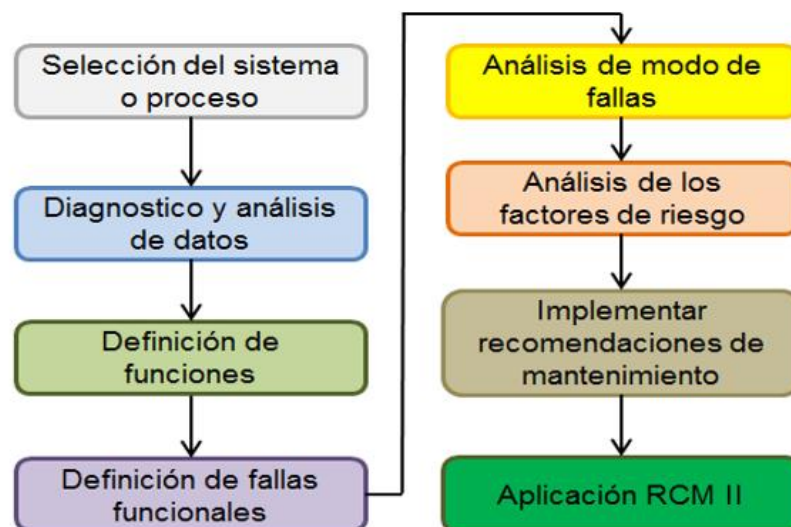 Selección del sistema
o proceso
Diagnostico y análisis
de datos
Definición de
funciones
Definición de fallas
funcionales
Análisis de modo de
fallas
Análisis de los
factores de riesgo
Implementar
recomendaciones de
mantenimiento
Aplicación RCM II